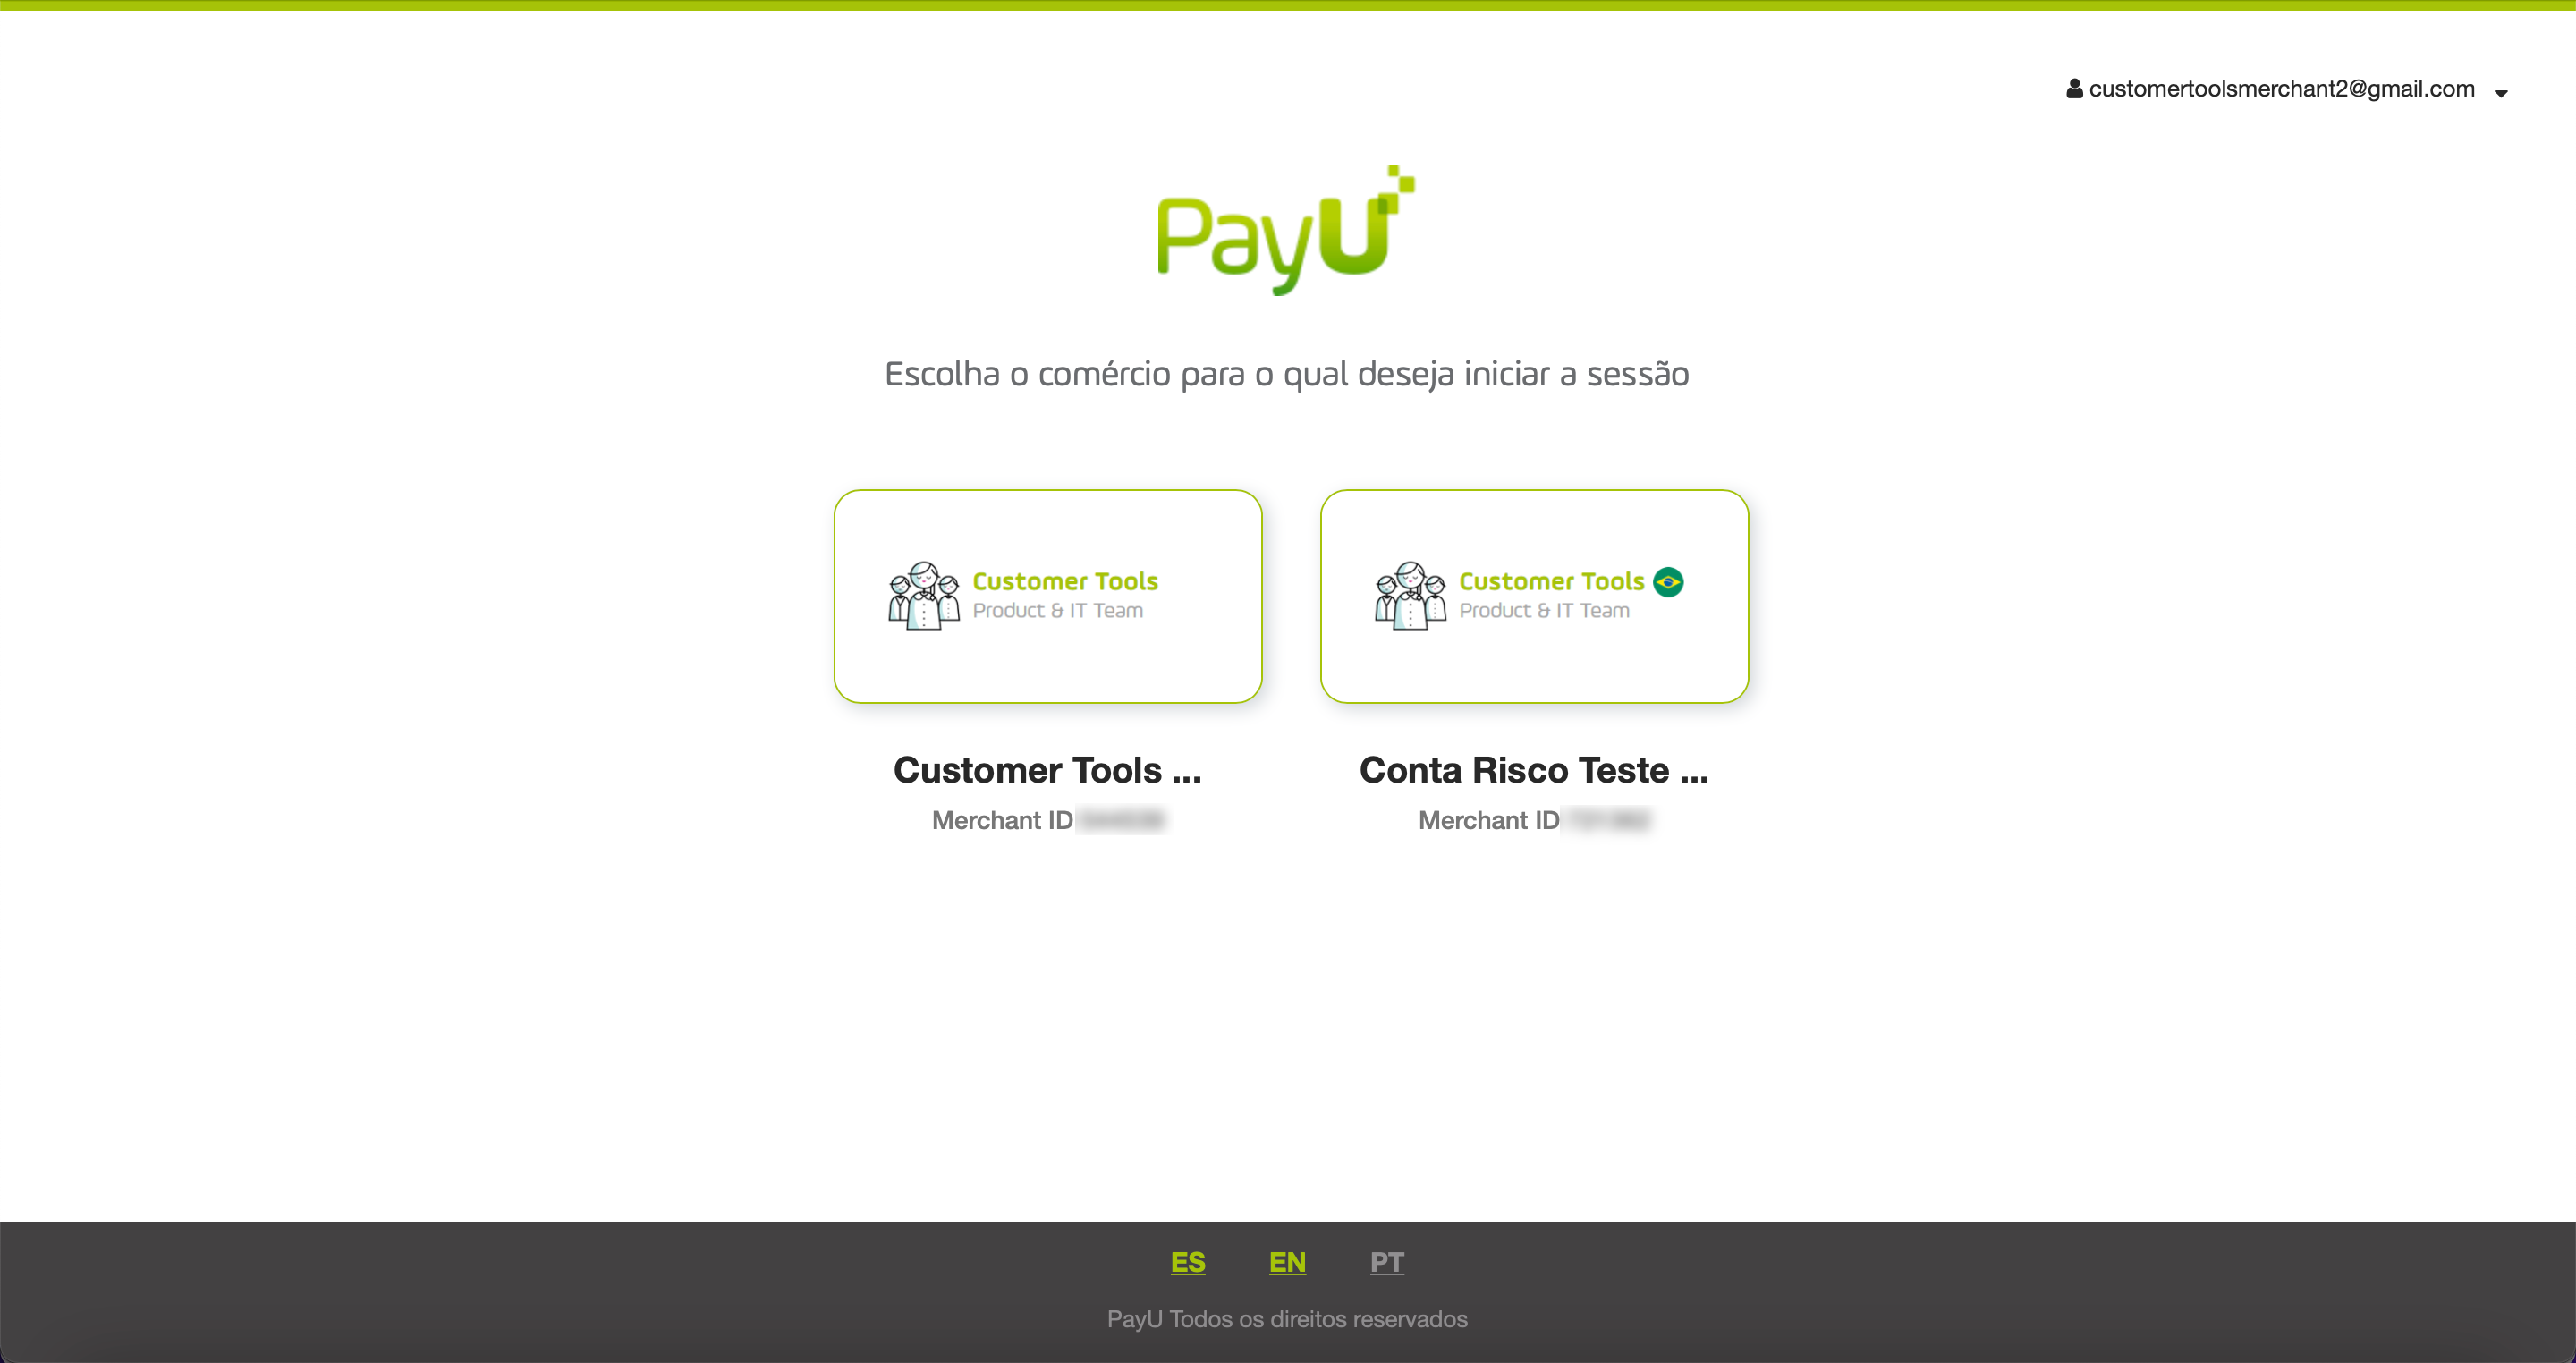 customertoolsmerchant2@gmail.com
PayU
Escolha o comércio para o qual deseja iniciar a sessão
Customer Tools
Product & IT Team
Customer Tools
Product & IT Team
Customer Tools ...
Merchant ID
Conta Risco Teste ...
Merchant ID
ES EN PT
PayU Todos os direitos reservados